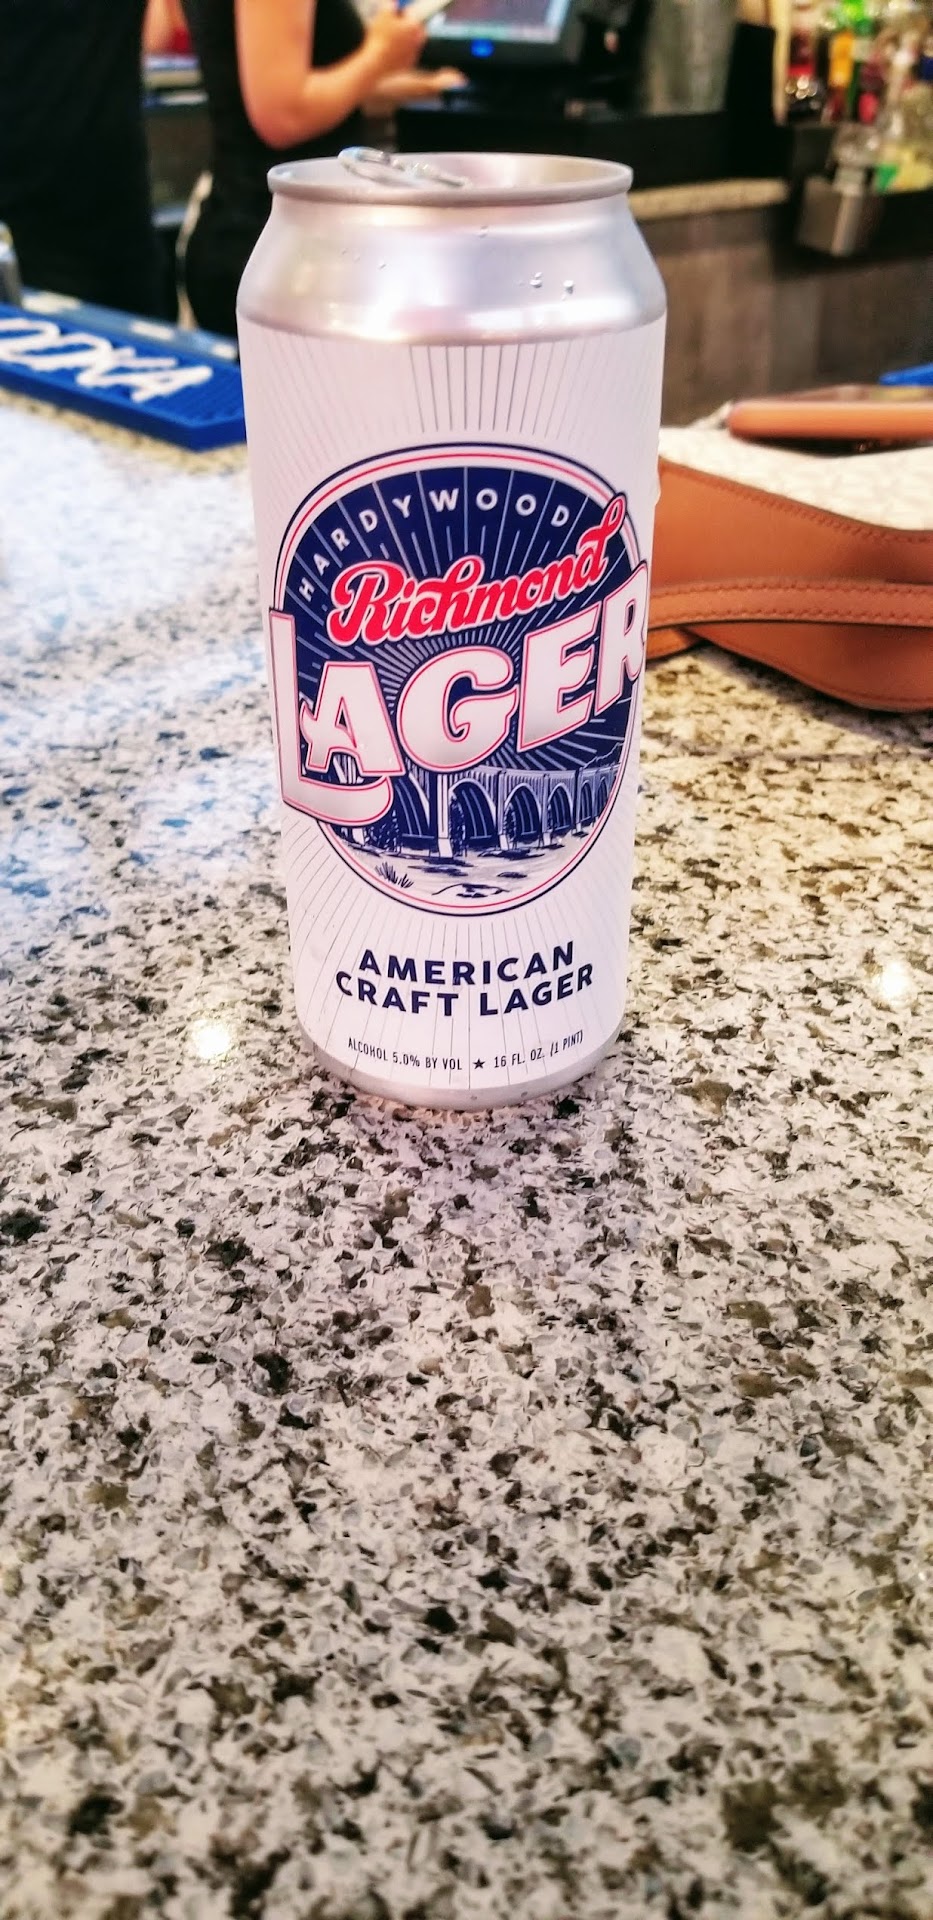 HARDYWOOD
Richmond
LAGER
AMERICAN
CRAFT LAGER
ALCOHOL 5.0% BY VOL ★ 16 FL. OZ. (1 PINT)